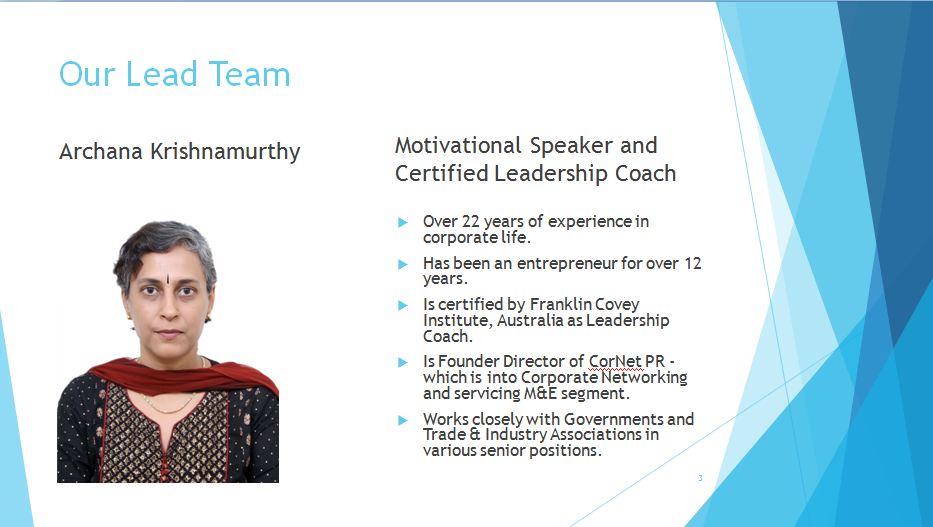 Our Lead Team
Archana Krishnamurthy
Motivational Speaker and
Certified Leadership Coach
Over 22 years of experience in
corporate life.
Has been an entrepreneur for over 12
years.
Is certified by Franklin Covey
Institute, Australia as Leadership
Coach.
Is Founder Director of CorNet PR -
which is into Corporate Networking
and servicing M&E segment.
Works closely with Governments and
Trade & Industry Associations in
various senior positions.
3